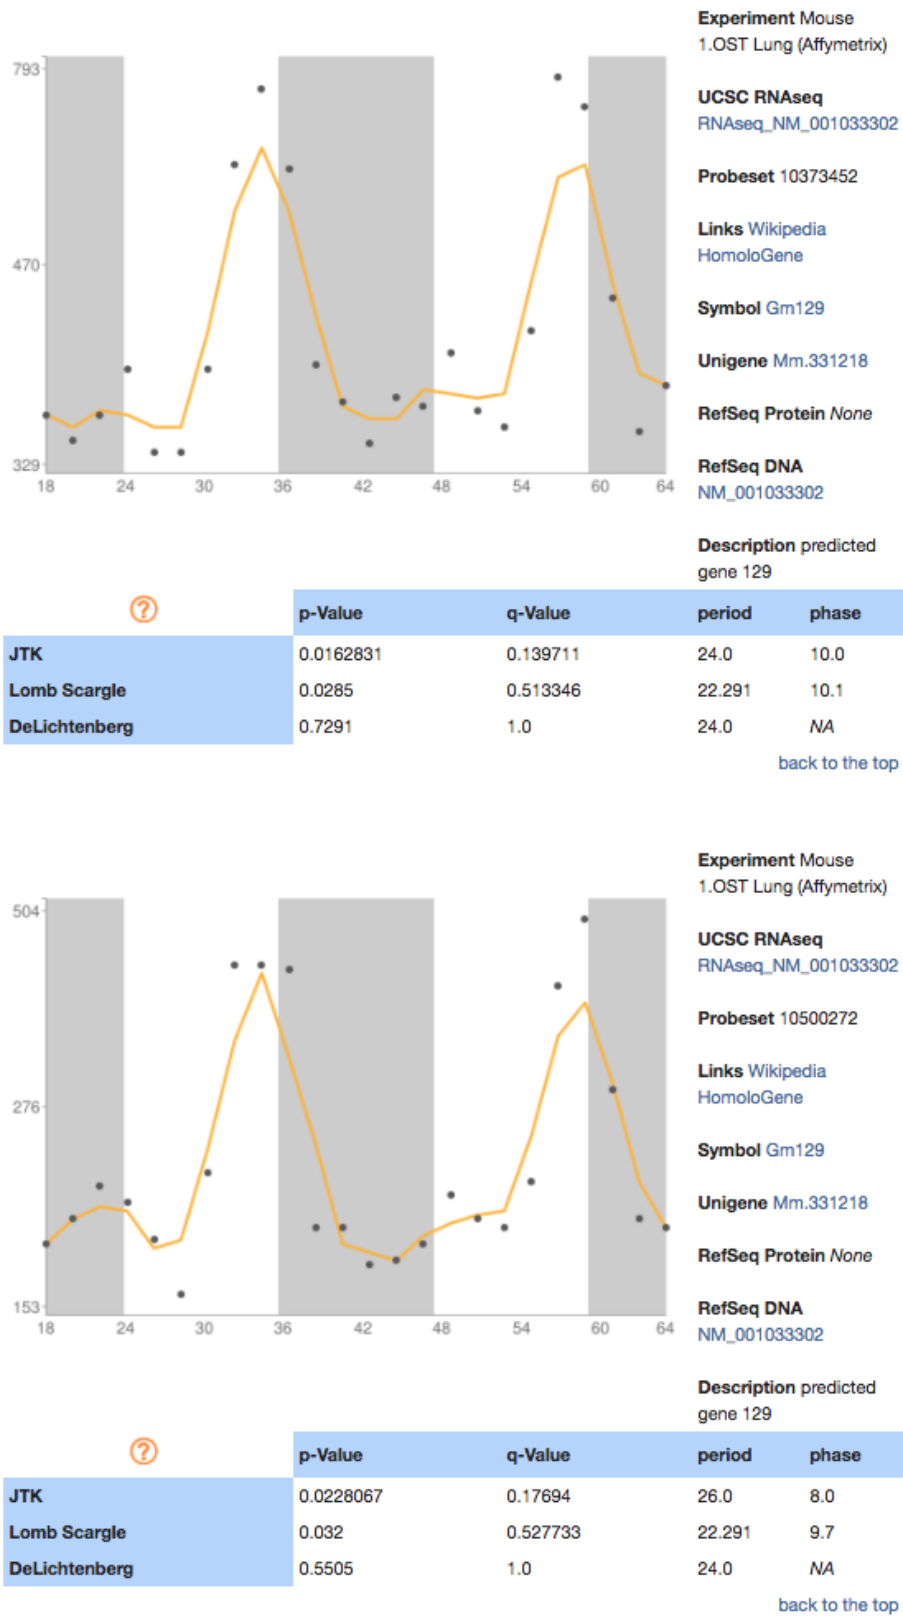 Experiment Mouse
1.OST Lung (Affymetrix)
UCSC RNAseq
RNAseq_NM_001033302
Probeset 10373452
Links Wikipedia
HomoloGene
Symbol Gm129
Unigene Mm.331218
RefSeq Protein None
RefSeq DNA
NM_001033302
Description predicted
gene 129
793
470
329
18 24 30 36 42 48 54 60 64
? p-Value q-Value period phase
JTK 0.0162831 0.139711 24.0 10.0
Lomb Scargle 0.0285 0.513346 22.291 10.1
DeLichtenberg 0.7291 1.0 24.0 NA
back to the top
Experiment Mouse
1.OST Lung (Affymetrix)
UCSC RNAseq
RNAseq_NM_001033302
Probeset 10500272
Links Wikipedia
HomoloGene
Symbol Gm129
Unigene Mm.331218
RefSeq Protein None
RefSeq DNA
NM_001033302
Description predicted
gene 129
504
276
153
18 24 30 36 42 48 54 60 64
? p-Value q-Value period phase
JTK 0.0228067 0.17694 26.0 8.0
Lomb Scargle 0.032 0.527733 22.291 9.7
DeLichtenberg 0.5505 1.0 24.0 NA
back to the top